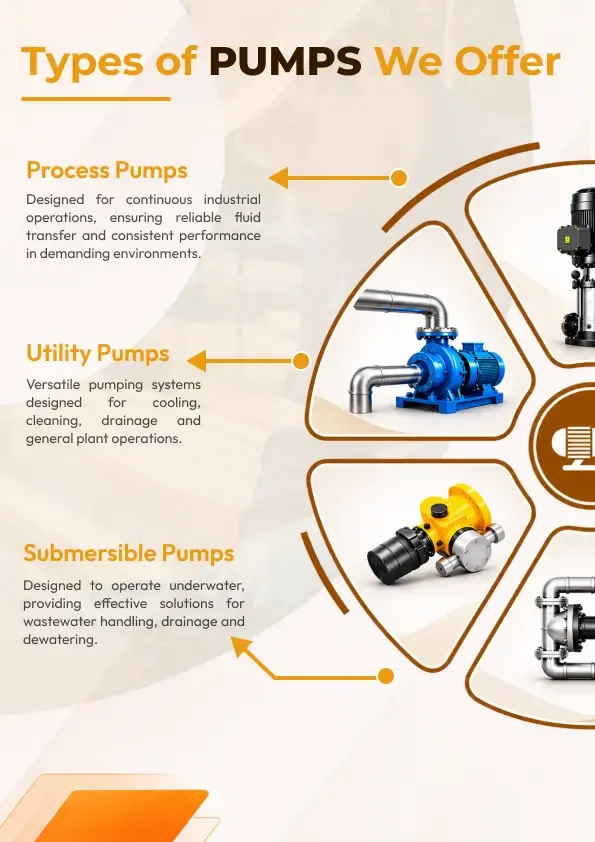 Types of PUMPS We Offer
Process Pumps
Designed for continuous industrial
operations, ensuring reliable fluid
transfer and consistent performance
in demanding environments.
Utility Pumps
Versatile pumping systems
designed for cooling,
cleaning, drainage and
general plant operations.
Submersible Pumps
Designed to operate underwater,
providing effective solutions for
wastewater handling, drainage and
dewatering.